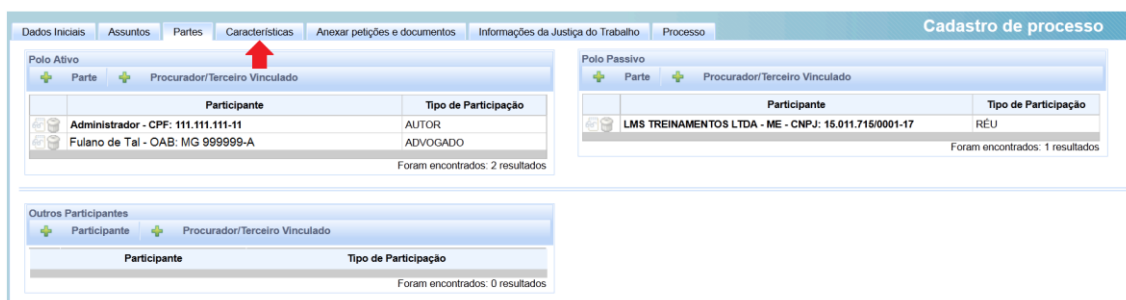 Cadastro de processo
Dados Iniciais Assuntos Partes Características Anexar petições e documentos Informações da Justiça do Trabalho Processo
Polo Ativo
Parte Procurador/Terceiro Vinculado
Participante Tipo de Participação
Administrador - CPF: 111.111.111-11 AUTOR
Fulano de Tal - OAB: MG 999999-A ADVOGADO
Foram encontrados: 2 resultados
Polo Passivo
Parte Procurador/Terceiro Vinculado
Participante Tipo de Participação
LMS TREINAMENTOS LTDA - ME - CNPJ: 15.011.715/0001-17 RÉU
Foram encontrados: 1 resultados
Outros Participantes
Participante Procurador/Terceiro Vinculado
Participante Tipo de Participação
Foram encontrados: 0 resultados